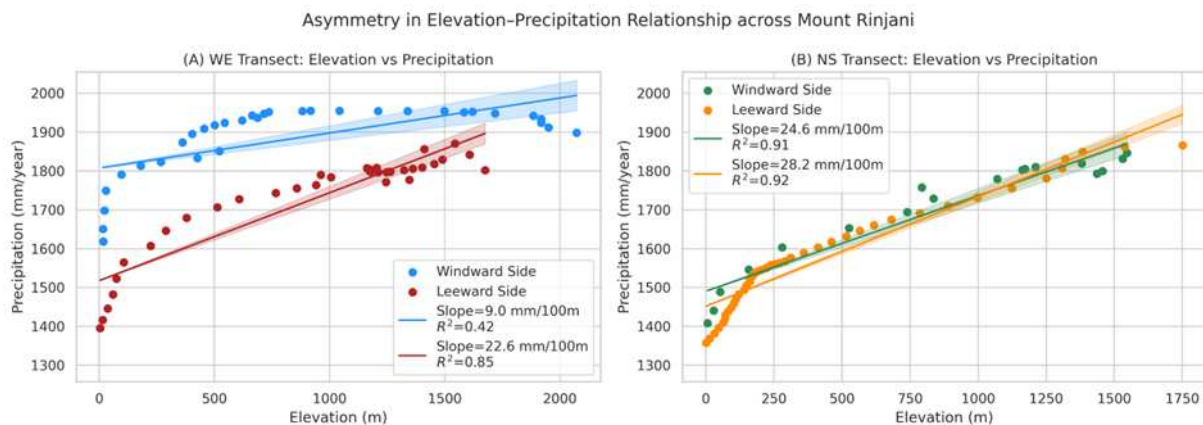 Asymmetry in Elevation–Precipitation Relationship across Mount Rinjani
(A) WE Transect: Elevation vs Precipitation
Precipitation (mm/year)
2000
1900
1800
1700
1600
1500
1400
1300
Windward Side
Leeward Side
Slope=9.0 mm/100m
R²=0.42
Slope=22.6 mm/100m
R²=0.85
0 500 1000 1500 2000
Elevation (m)
(B) NS Transect: Elevation vs Precipitation
Precipitation (mm/year)
2000
1900
1800
1700
1600
1500
1400
1300
Windward Side
Leeward Side
Slope=24.6 mm/100m
R²=0.91
Slope=28.2 mm/100m
R²=0.92
0 250 500 750 1000 1250 1500 1750
Elevation (m)